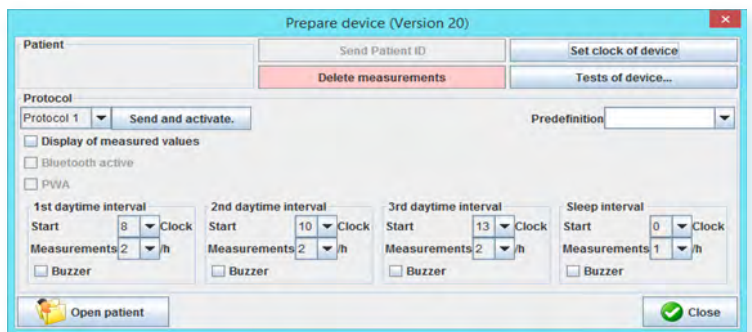 Prepare device (Version 20)
Patient
Send Patient ID
Set clock of device
Delete measurements
Tests of device...
Protocol
Protocol 1
Send and activate.
Predefinition
Display of measured values
Bluetooth active
PWA
1st daytime interval
Start 8 Clock
Measurements 2 /h
Buzzer
2nd daytime interval
Start 10 Clock
Measurements 2 /h
Buzzer
3rd daytime interval
Start 13 Clock
Measurements 2 /h
Buzzer
Sleep interval
Start 0 Clock
Measurements 1 /h
Buzzer
Open patient
Close